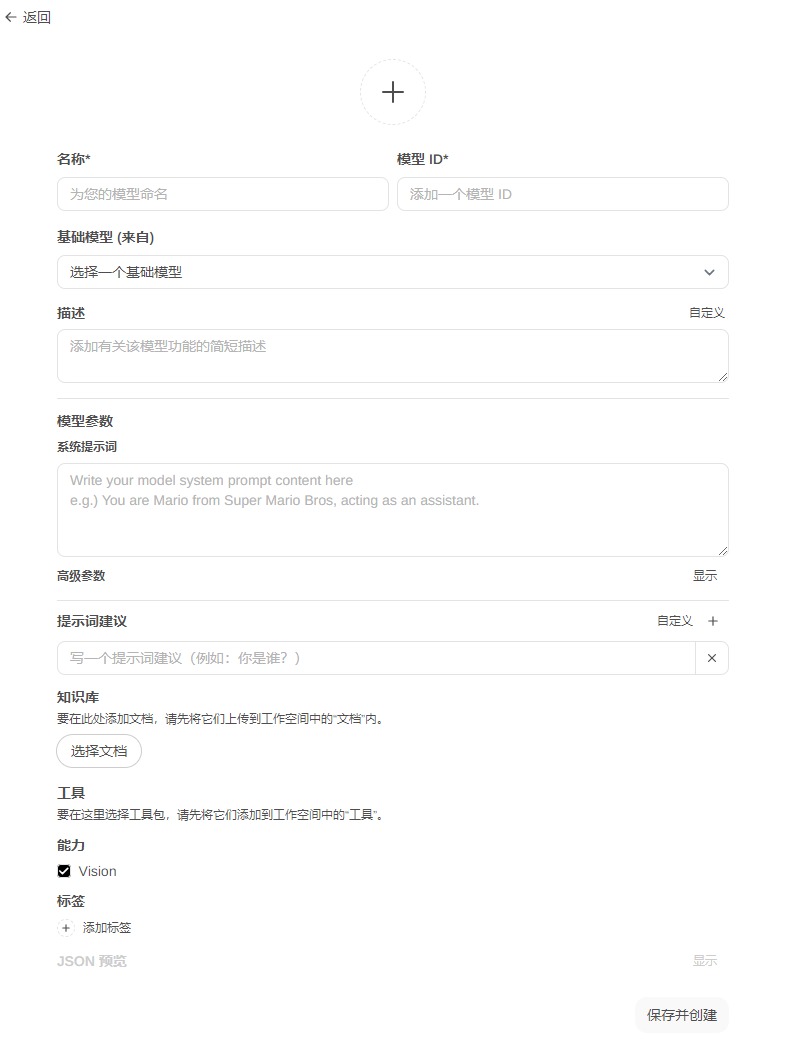 返回
名称*
模型 ID*
为您的模型命名
添加一个模型 ID
基础模型 (来自)
选择一个基础模型
描述
自定义
添加有关该模型功能的简短描述
模型参数
系统提示词
Write your model system prompt content here
e.g.) You are Mario from Super Mario Bros, acting as an assistant.
高级参数
显示
提示词建议
自定义
写一个提示词建议（例如：你是谁？）
知识库
要在此处添加文档，请先将它们上传到工作空间中的“文档”内。
选择文档
工具
要在这里选择工具包，请先将它们添加到工作空间中的“工具”。
能力
Vision
标签
添加标签
JSON 预览
显示
保存并创建